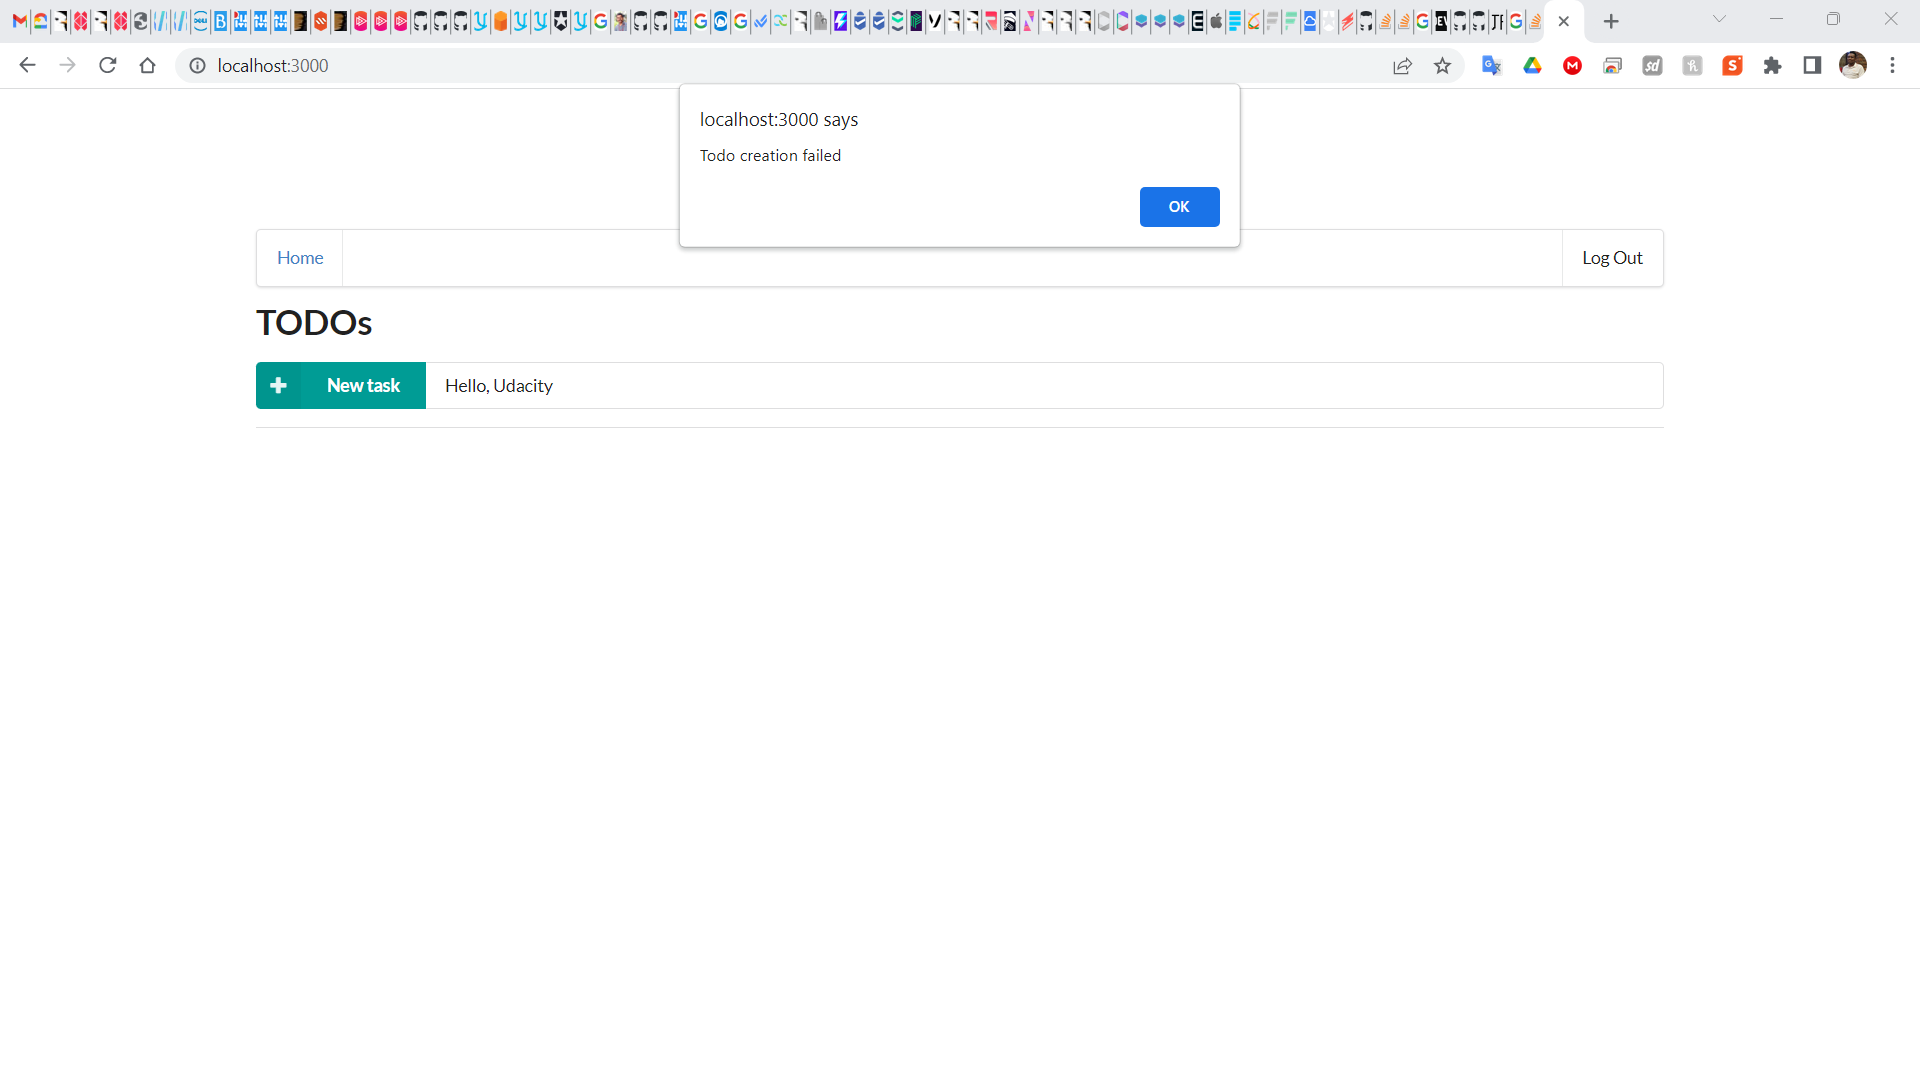 localhost:3000
localhost:3000 says
Todo creation failed
OK
Home
Log Out
TODOs
New task
Hello, Udacity